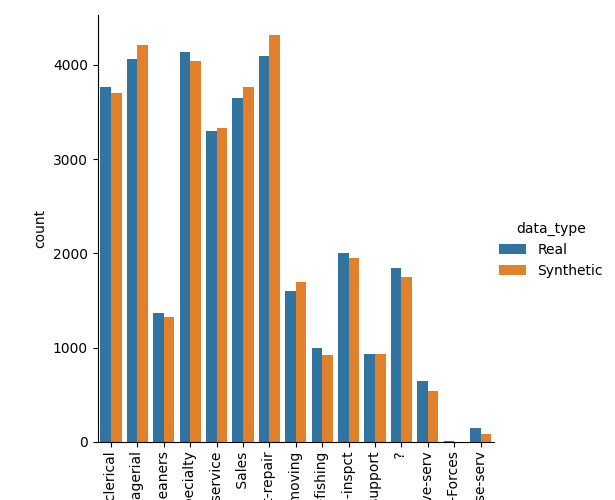 4000
3000
2000
1000
0
count
clerical
agerial
eaners
ecialty
service
Sales
-repair
moving
fishing
-inspct
support
?
ve-serv
-Forces
se-serv
data_type
Real
Synthetic